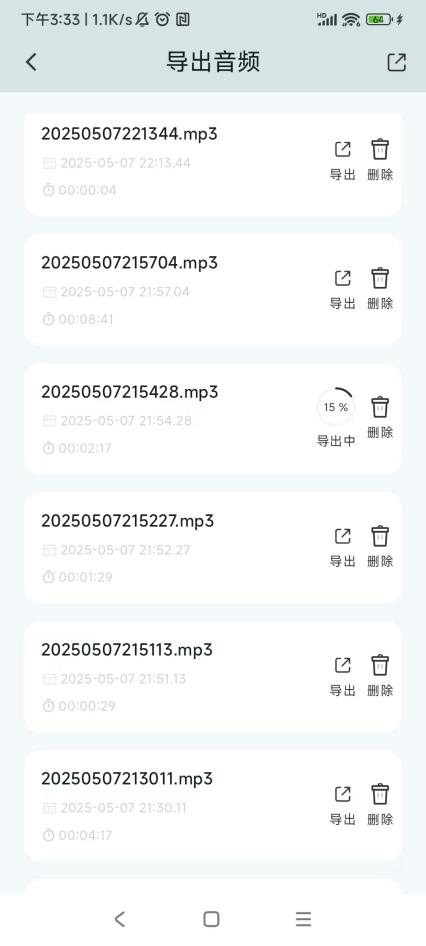 下午3:33 | 1.1K/s
HD
64
导出音频
20250507221344.mp3
2025-05-07 22:13.44
00:00:04
导出 删除
20250507215704.mp3
2025-05-07 21:57.04
00:08:41
导出 删除
20250507215428.mp3
2025-05-07 21:54.28
00:02:17
15 %
导出中 删除
20250507215227.mp3
2025-05-07 21:52.27
00:01:29
导出 删除
20250507215113.mp3
2025-05-07 21:51.13
00:00:29
导出 删除
20250507213011.mp3
2025-05-07 21:30.11
00:04:17
导出 删除